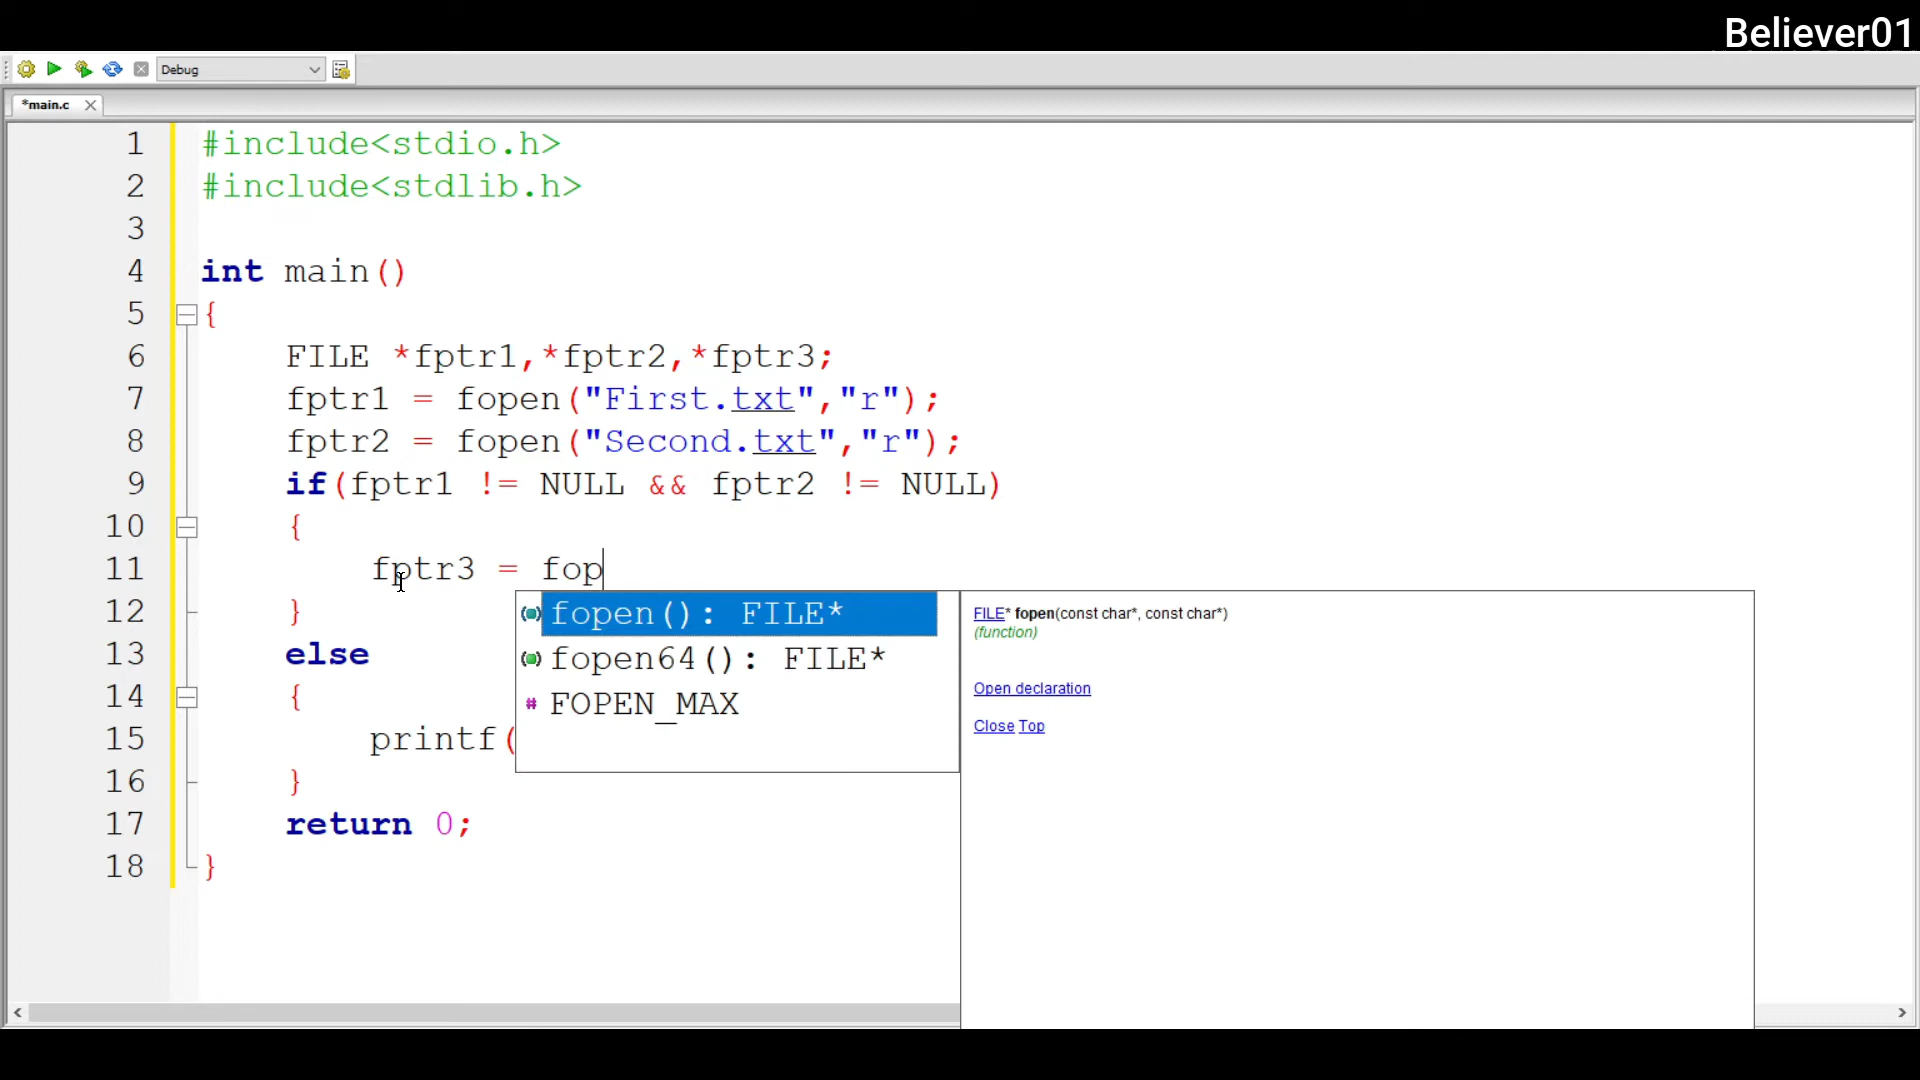 Believer01
Debug
*main.c
1 #include<stdio.h>
2 #include<stdlib.h>
3
4 int main()
5 {
6 FILE *fptr1,*fptr2,*fptr3;
7 fptr1 = fopen("First.txt","r");
8 fptr2 = fopen("Second.txt","r");
9 if(fptr1 != NULL && fptr2 != NULL)
10 {
11 fptr3 = fop
12 }
13 else
14 {
15 printf(
16 }
17 return 0;
18 }
fopen(): FILE*
fopen64(): FILE*
# FOPEN_MAX
FILE* fopen(const char*, const char*)
(function)
Open declaration
Close Top